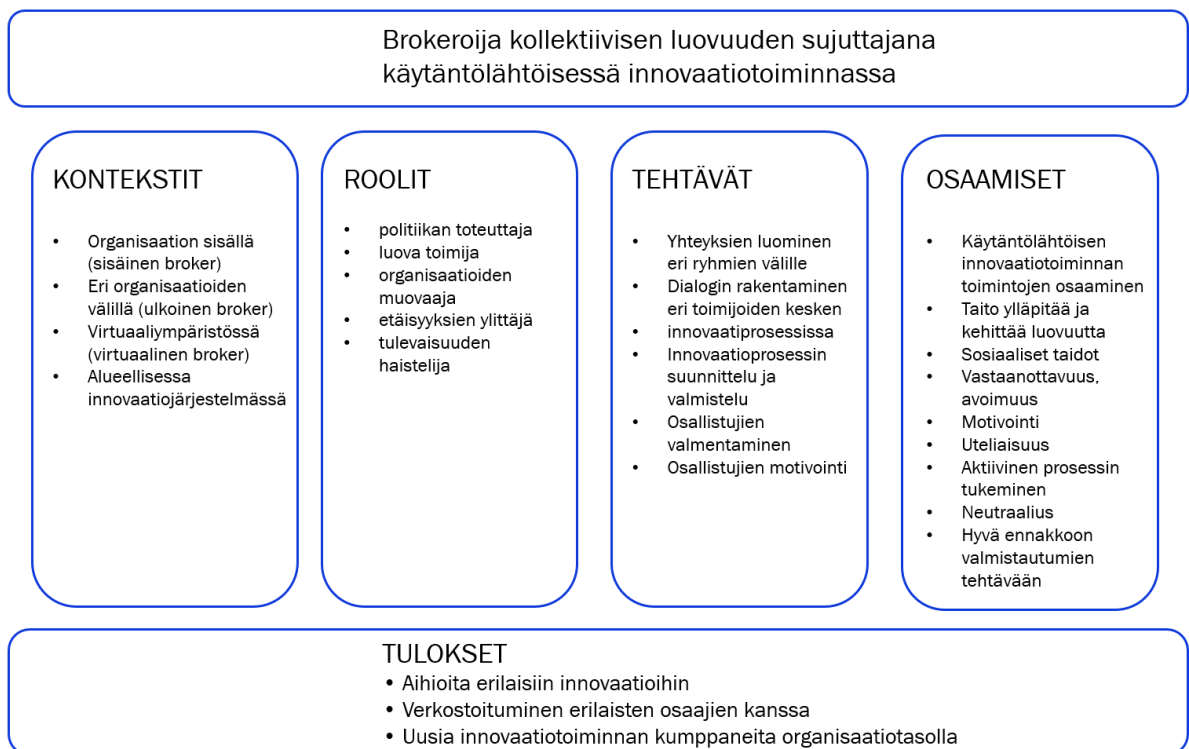 Brokeroija kollektiivisen luovuuden sujuttajana
käytäntölähtöisessä innovaatiotoiminnassa
KONTEKSTIT
• Organisaation sisällä
(sisäinen broker)
• Eri organisaatioiden
välillä (ulkoinen broker)
• Virtuaaliympäristössä
(virtuaalinen broker)
• Alueellisessa
innovaatiojärjestelmässä
ROOLIT
• politiikan toteuttaja
• luova toimija
• organisaatioiden
muovaaja
• etäisyyksien ylittäjä
• tulevaisuuden
haistelija
TEHTÄVÄT
• Yhteyksien luominen
eri ryhmien välille
• Dialogin rakentaminen
eri toimijoiden kesken
• innovaatiprosessissa
• Innovaatioprosessin
suunnittelu ja
valmistelu
• Osallistujien
valmentaminen
• Osallistujien motivointi
OSAAMISET
• Käytäntölähtöisen
innovaatiotoiminnan
toimintojen osaaminen
• Taito ylläpitää ja
kehittää luovuutta
• Sosiaaliset taidot
• Vastaanottavuus,
avoimuus
• Motivointi
• Uteliaisuus
• Aktiivinen prosessin
tukeminen
• Neutraalius
• Hyvä ennakkoon
valmistautumien
tehtävään
TULOKSET
• Aihioita erilaisiin innovaatioihin
• Verkostoituminen erilaisten osaajien kanssa
• Uusia innovaatiotoiminnan kumppaneita organisaatiotasolla